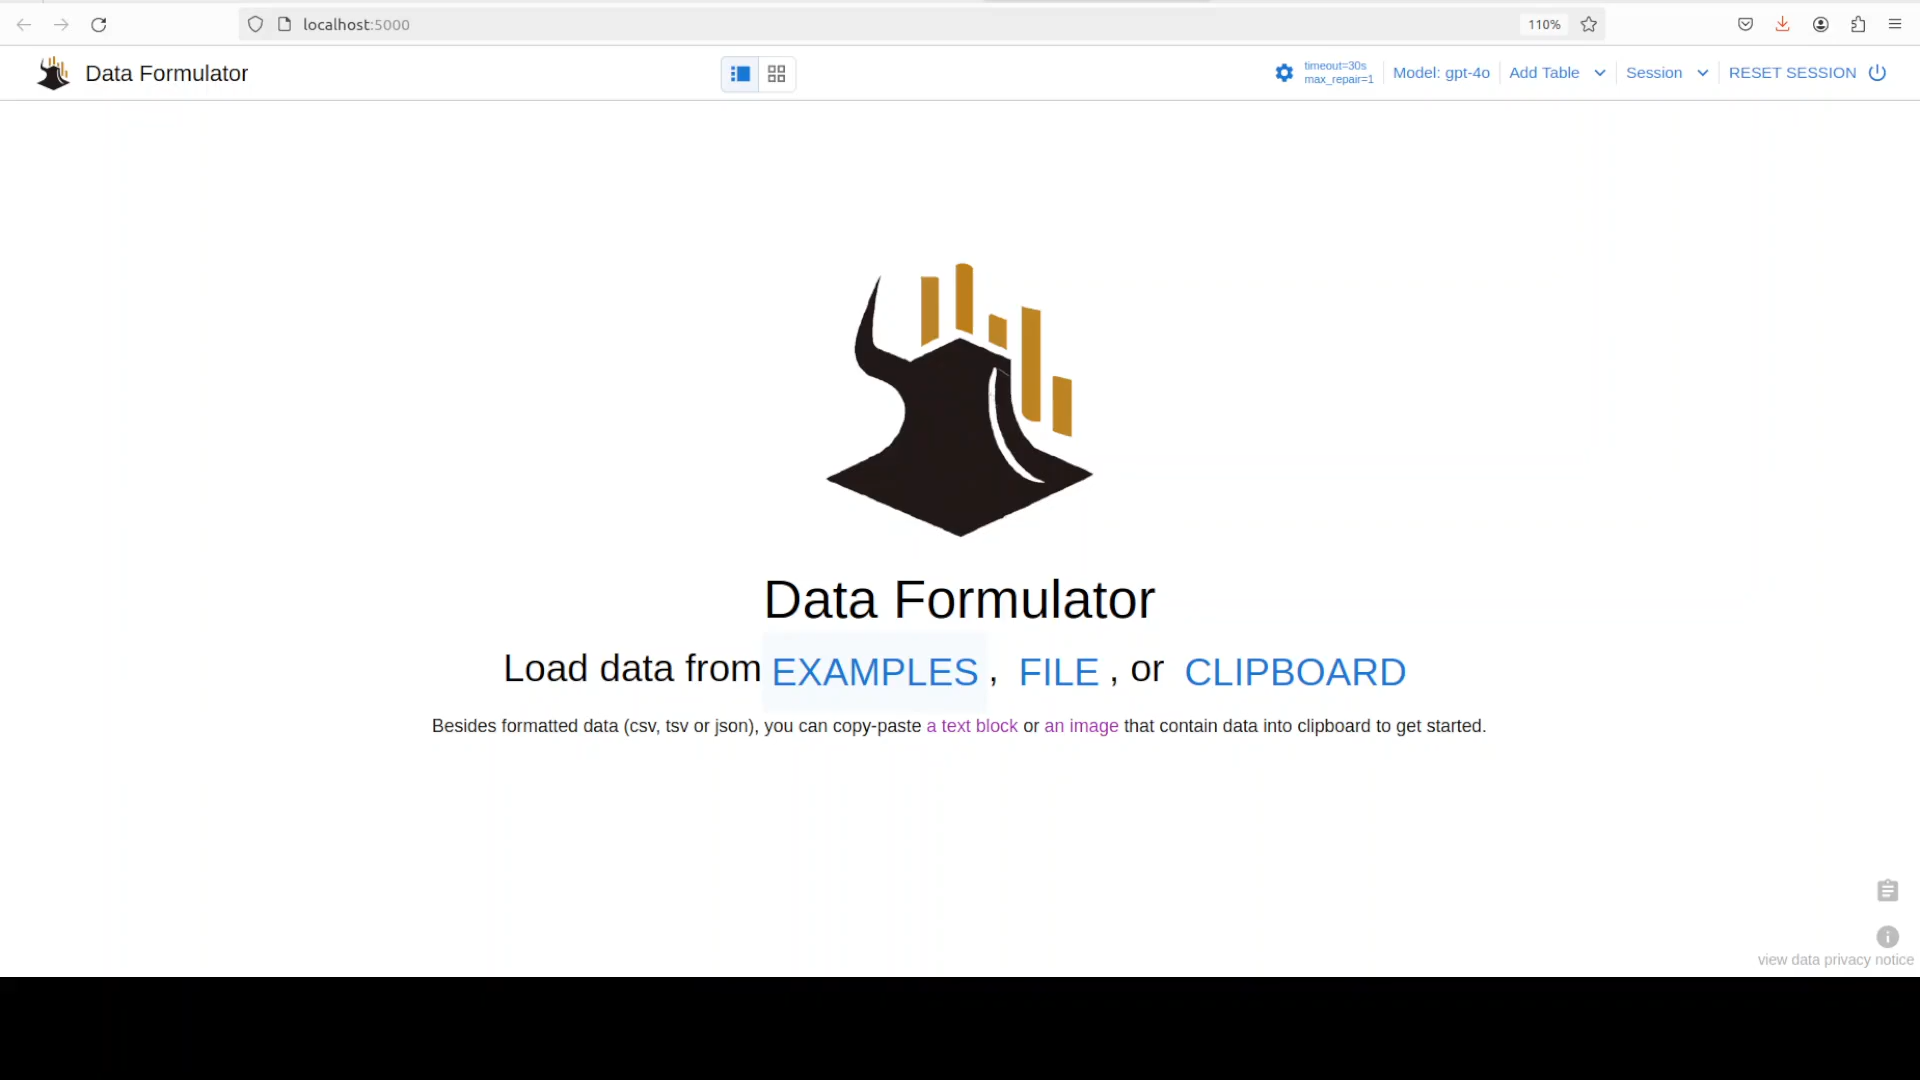 localhost:5000
110%
Data Formulator
timeout=30s
max_repair=1
Model: gpt-4o
Add Table
Session
RESET SESSION
Data Formulator
Load data from EXAMPLES , FILE , or CLIPBOARD
Besides formatted data (csv, tsv or json), you can copy-paste a text block or an image that contain data into clipboard to get started.
view data privacy notice